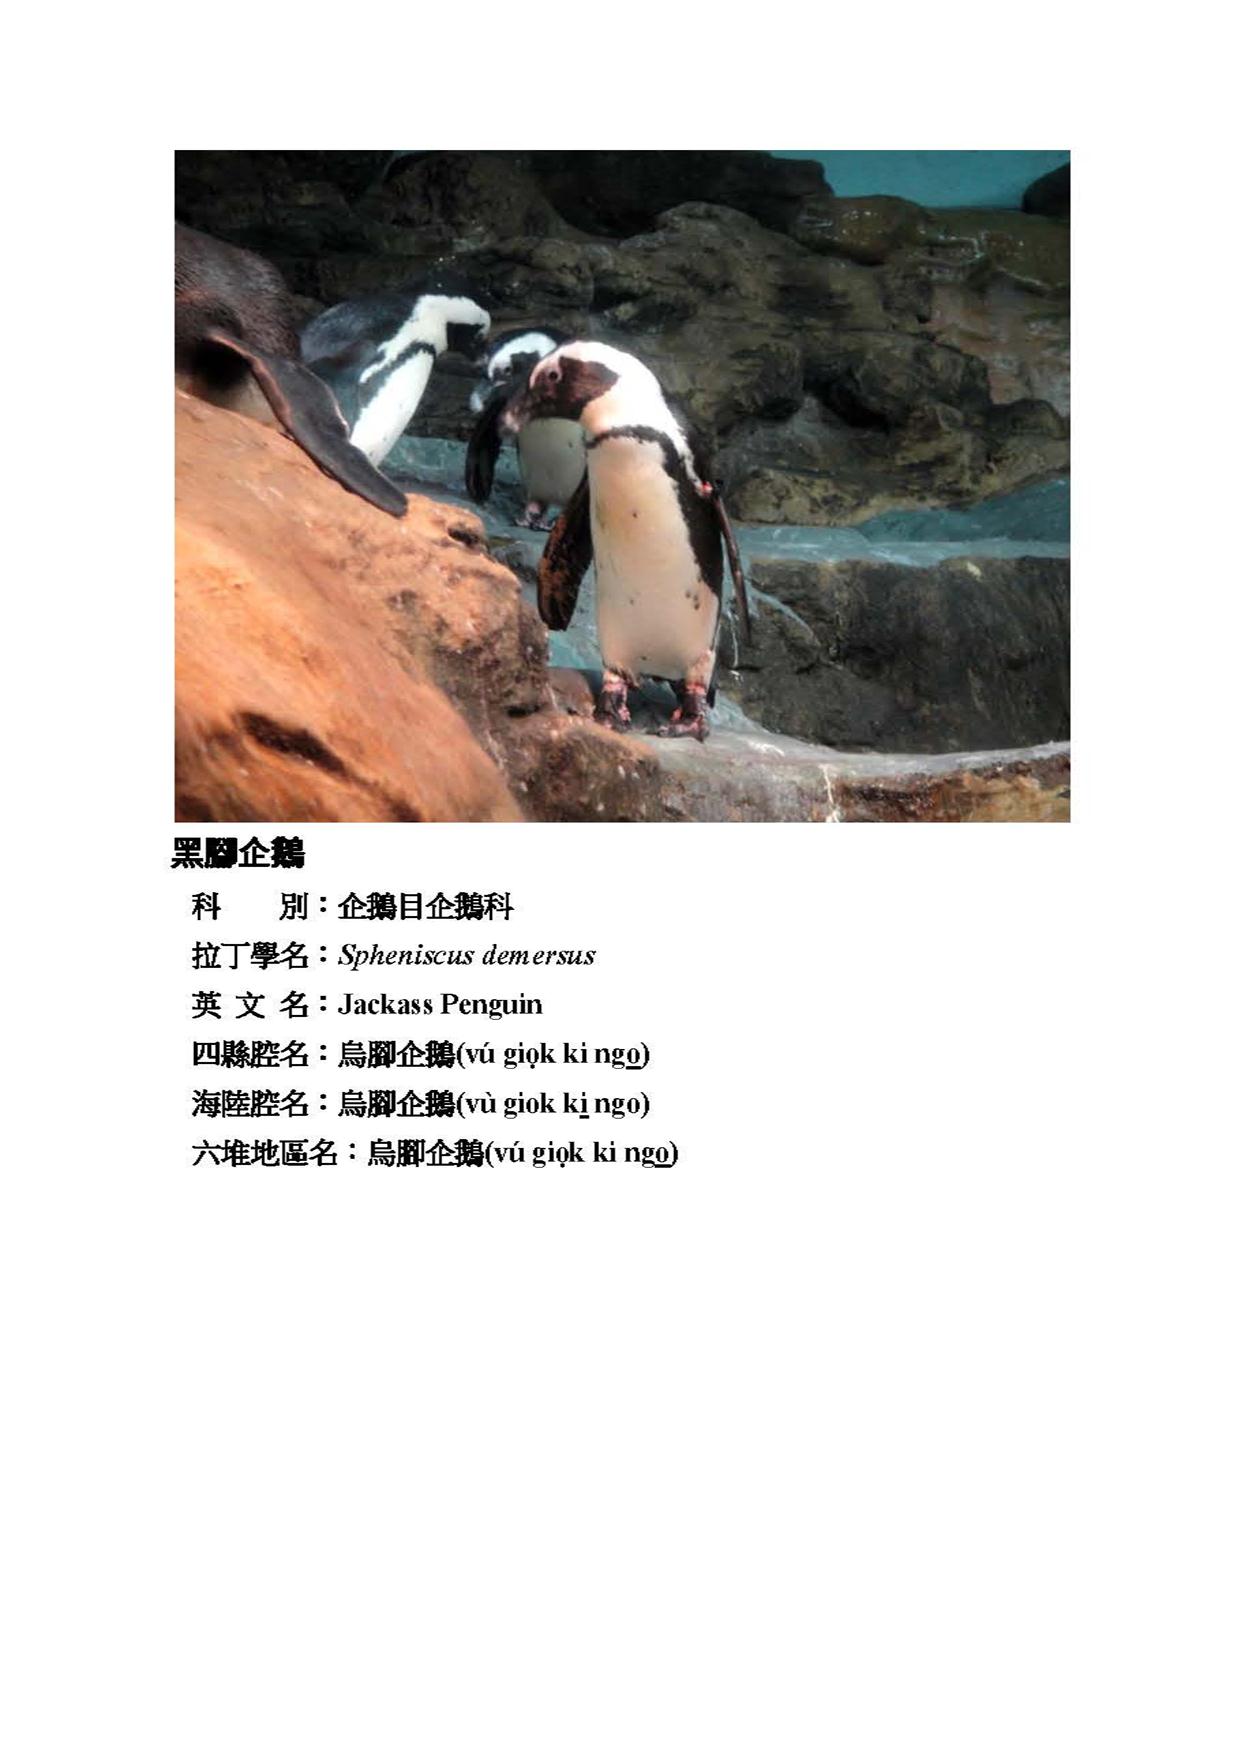 黑腳企鵝
科　　別：企鵝目企鵝科
拉丁學名：Spheniscus demersus
英 文 名：Jackass Penguin
四縣腔名：烏腳企鵝(vú giọk ki ngo̲)
海陸腔名：烏腳企鵝(vù giok ki̲ ngo)
六堆地區名：烏腳企鵝(vú giọk ki ngo̲)